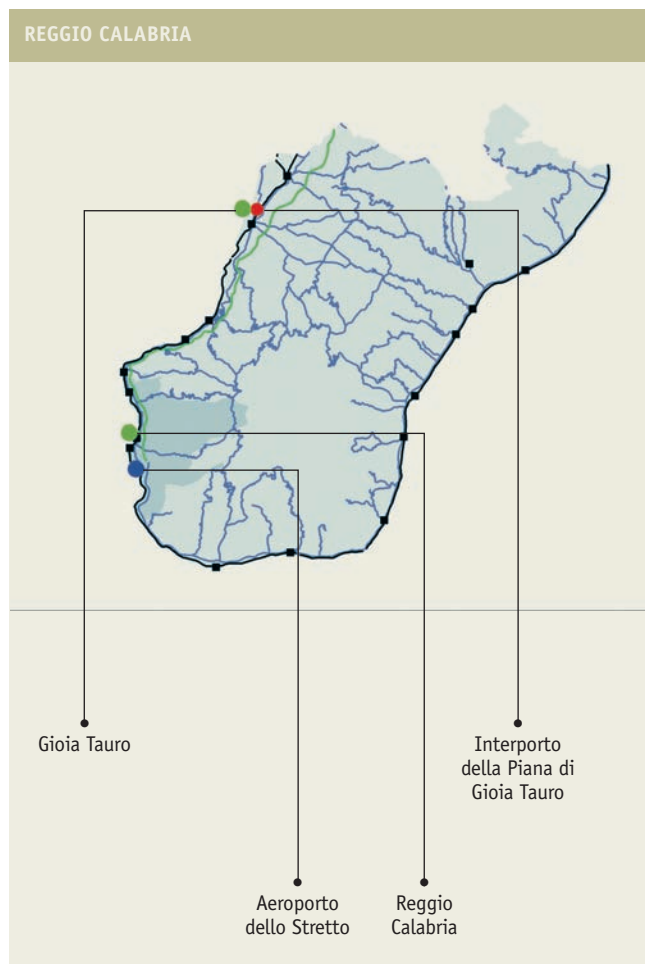 REGGIO CALABRIA
Gioia Tauro
Interporto
della Piana di
Gioia Tauro
Aeroporto
dello Stretto
Reggio
Calabria